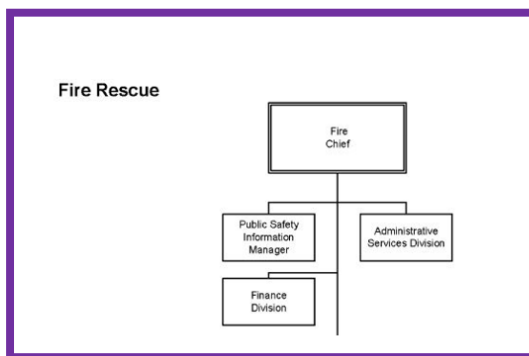 Fire Rescue
Fire
Chief
Public Safety
Information
Manager
Administrative
Services Division
Finance
Division